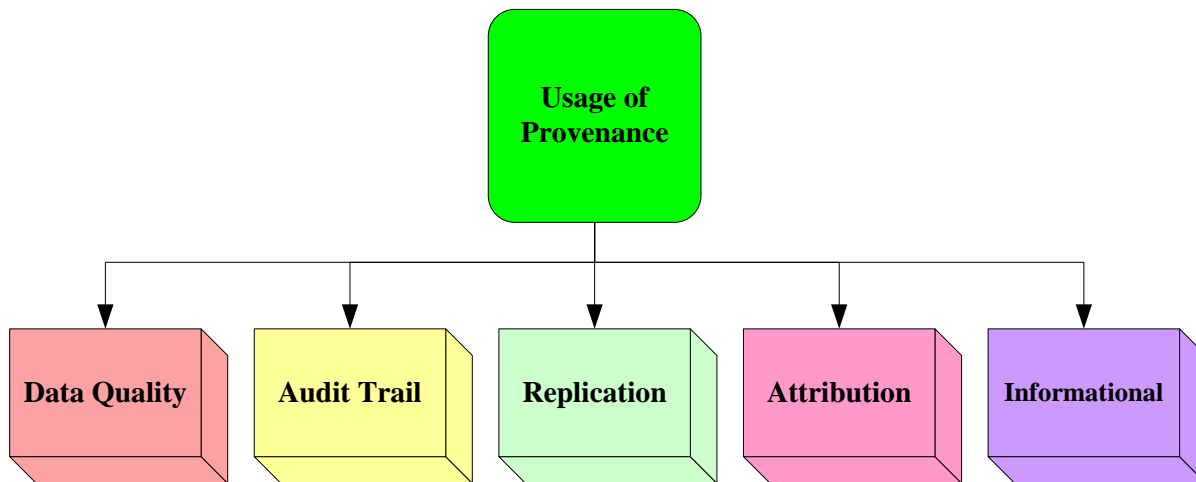 Usage of
Provenance
Data Quality
Audit Trail
Replication
Attribution
Informational